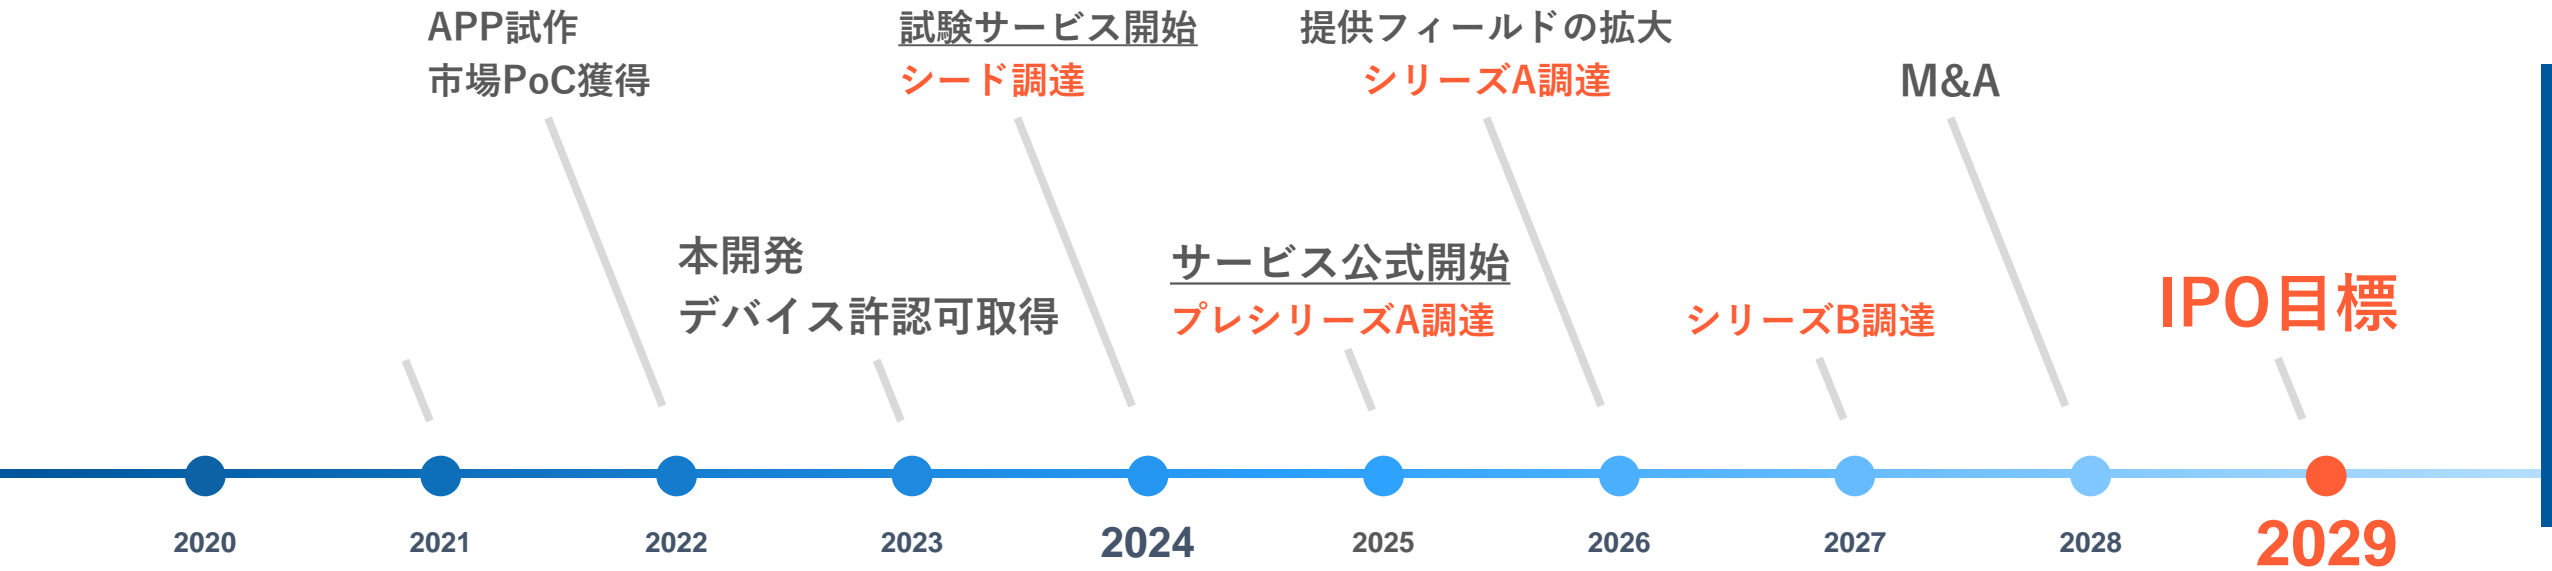 APP試作
市場PoC獲得
試験サービス開始
シード調達
提供フィールドの拡大
シリーズA調達
M&A
本開発
デバイス許認可取得
サービス公式開始
プレシリーズA調達
シリーズB調達
IPO目標
2020
2021
2022
2023
2024
2025
2026
2027
2028
2029